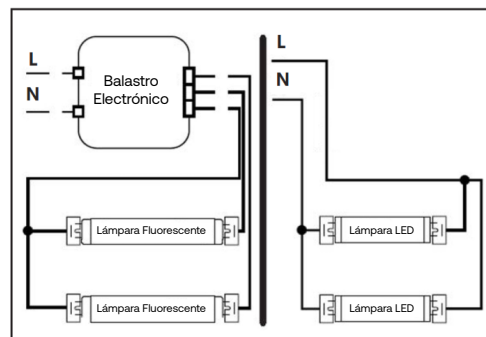 L
N
Balastro
Electrónico
Lámpara Fluorescente
Lámpara Fluorescente
L
N
Lámpara LED
Lámpara LED